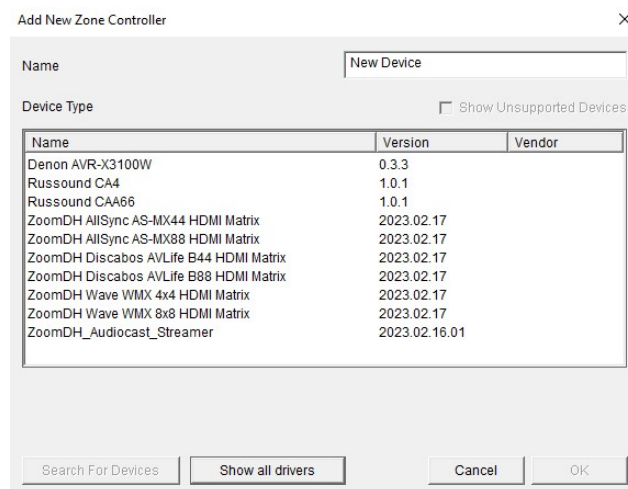 Add New Zone Controller
Name New Device
Device Type Show Unsupported Devices
Name Version Vendor
Denon AVR-X3100W 0.3.3
Russound CA4 1.0.1
Russound CAA66 1.0.1
ZoomDH AllSync AS-MX44 HDMI Matrix 2023.02.17
ZoomDH AllSync AS-MX88 HDMI Matrix 2023.02.17
ZoomDH Discabos AVLife B44 HDMI Matrix 2023.02.17
ZoomDH Discabos AVLife B88 HDMI Matrix 2023.02.17
ZoomDH Wave WMX 4x4 HDMI Matrix 2023.02.17
ZoomDH Wave WMX 8x8 HDMI Matrix 2023.02.17
ZoomDH_Audiocast_Streamer 2023.02.16.01
Search For Devices Show all drivers Cancel OK